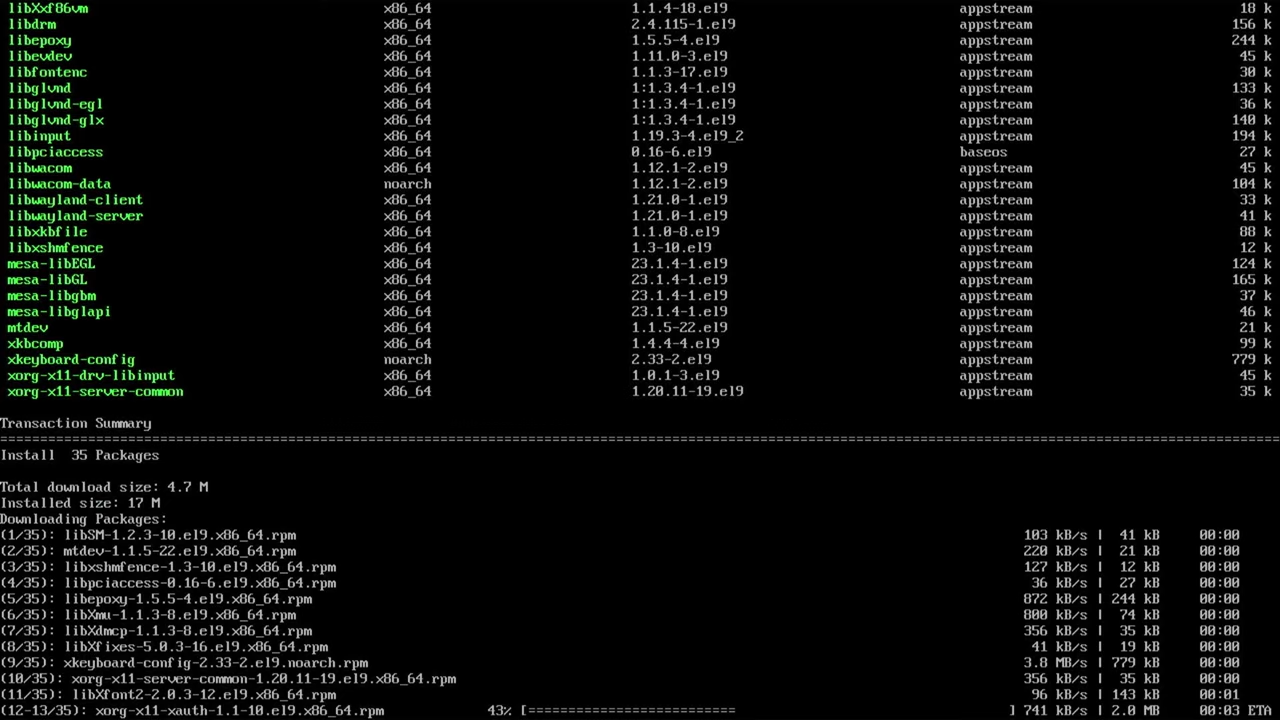 libXxf86vm x86_64 1.1.4-18.el9 appstream 18 k
libdrm x86_64 2.4.115-1.el9 appstream 156 k
libepoxy x86_64 1.5.5-4.el9 appstream 244 k
libevdev x86_64 1.11.0-3.el9 appstream 45 k
libfontenc x86_64 1.1.3-17.el9 appstream 30 k
libglvnd x86_64 1:1.3.4-1.el9 appstream 133 k
libglvnd-egl x86_64 1:1.3.4-1.el9 appstream 36 k
libglvnd-glx x86_64 1:1.3.4-1.el9 appstream 140 k
libinput x86_64 1.19.3-4.el9_2 appstream 194 k
libpciaccess x86_64 0.16-6.el9 baseos 27 k
libwacom x86_64 1.12.1-2.el9 appstream 45 k
libwacom-data noarch 1.12.1-2.el9 appstream 104 k
libwayland-client x86_64 1.21.0-1.el9 appstream 33 k
libwayland-server x86_64 1.21.0-1.el9 appstream 41 k
libxkbfile x86_64 1.1.0-8.el9 appstream 88 k
libxshmfence x86_64 1.3-10.el9 appstream 12 k
mesa-libEGL x86_64 23.1.4-1.el9 appstream 124 k
mesa-libGL x86_64 23.1.4-1.el9 appstream 165 k
mesa-libgbm x86_64 23.1.4-1.el9 appstream 37 k
mesa-libglapi x86_64 23.1.4-1.el9 appstream 46 k
mtdev x86_64 1.1.5-22.el9 appstream 21 k
xkbcomp x86_64 1.4.4-4.el9 appstream 99 k
xkeyboard-config noarch 2.33-2.el9 appstream 779 k
xorg-x11-drv-libinput x86_64 1.0.1-3.el9 appstream 45 k
xorg-x11-server-common x86_64 1.20.11-19.el9 appstream 35 k
Transaction Summary
================================================================================
Install 35 Packages
Total download size: 4.7 M
Installed size: 17 M
Downloading Packages:
(1/35): libSM-1.2.3-10.el9.x86_64.rpm 103 kB/s | 41 kB 00:00
(2/35): mtdev-1.1.5-22.el9.x86_64.rpm 220 kB/s | 21 kB 00:00
(3/35): libxshmfence-1.3-10.el9.x86_64.rpm 127 kB/s | 12 kB 00:00
(4/35): libpciaccess-0.16-6.el9.x86_64.rpm 36 kB/s | 27 kB 00:00
(5/35): libepoxy-1.5.5-4.el9.x86_64.rpm 872 kB/s | 244 kB 00:00
(6/35): libXmu-1.1.3-8.el9.x86_64.rpm 800 kB/s | 74 kB 00:00
(7/35): libXdmcp-1.1.3-8.el9.x86_64.rpm 356 kB/s | 35 kB 00:00
(8/35): libXfixes-5.0.3-16.el9.x86_64.rpm 41 kB/s | 19 kB 00:00
(9/35): xkeyboard-config-2.33-2.el9.noarch.rpm 3.8 MB/s | 779 kB 00:00
(10/35): xorg-x11-server-common-1.20.11-19.el9.x86_64.rpm 356 kB/s | 35 kB 00:00
(11/35): libXfont2-2.0.3-12.el9.x86_64.rpm 96 kB/s | 143 kB 00:01
(12-13/35): xorg-x11-xauth-1.1-10.el9.x86_64.rpm 43% [========================== ] 741 kB/s | 2.0 MB 00:03 ETA